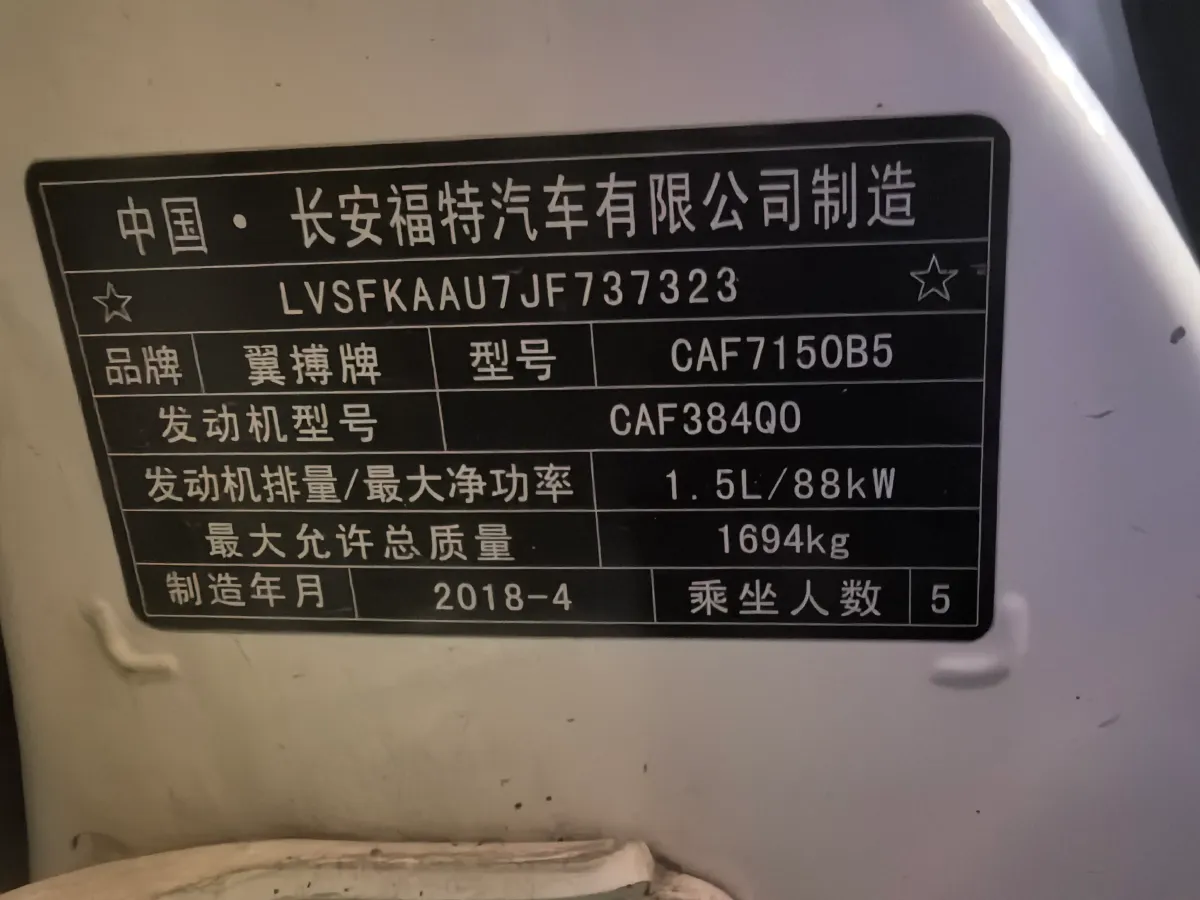 中国·长安福特汽车有限公司制造
☆ LVSFKAAU7JF737323 ☆
品牌 翼搏牌 型号 CAF7150B5
发动机型号 CAF384Q0
发动机排量/最大净功率 1.5L/88kW
最大允许总质量 1694kg
制造年月 2018-4 乘坐人数 5